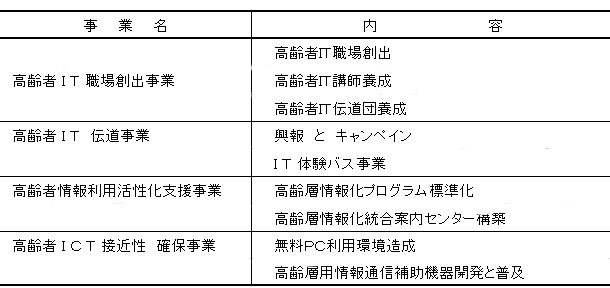 事 業 名 内 容
高齢者IT職場創出
高齢者ＩＴ 職場創出事業 高齢者IT講師養成
高齢者IT伝道団養成
高齢者ＩＴ 伝道事業 興報 と キャンペイン
ＩＴ 体験バス事業
高齢者情報利用活性化支援事業 高齢層情報化プログラム標準化
高齢層情報化統合案内センター構築
高齢者ＩＣＴ 接近性 確保事業 無料PC利用環境造成
高齢層用情報通信補助機器開発と普及